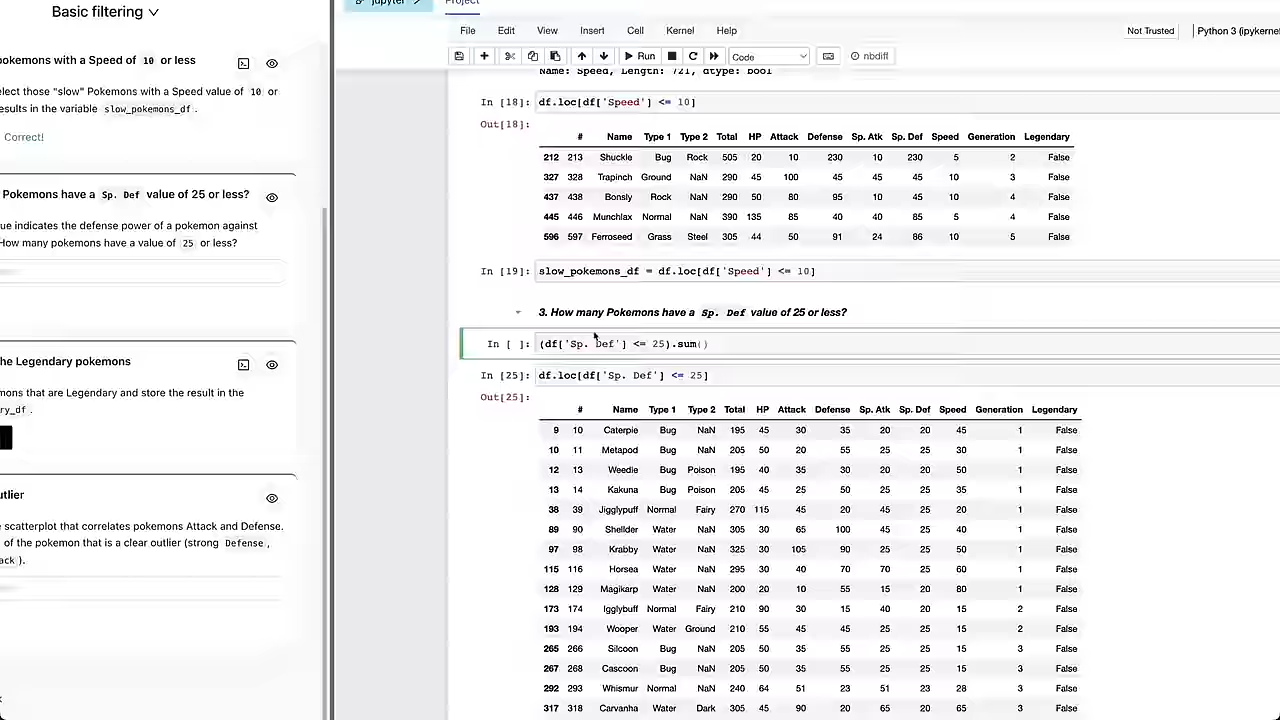 Basic filtering
pokemons with a Speed of 10 or less
elect those "slow" Pokemons with a Speed value of 10 or
esults in the variable slow_pokemons_df.
Correct!
Pokemons have a Sp. Def value of 25 or less?
ue indicates the defense power of a pokemon against
How many pokemons have a value of 25 or less?
the Legendary pokemons
mons that are Legendary and store the result in the
ry_df.
utlier
e scatterplot that correlates pokemons Attack and Defense.
of the pokemon that is a clear outlier (strong Defense,
ack).
jupyter
Project
File Edit View Insert Cell Kernel Help
Not Trusted Python 3 (ipykerne
Run Code nbdiff
Name: Speed, Length: 721, dtype: bool
In [18]: df.loc[df['Speed'] <= 10]
Out[18]:
# Name Type 1 Type 2 Total HP Attack Defense Sp. Atk Sp. Def Speed Generation Legendary
212 213 Shuckle Bug Rock 505 20 10 230 10 230 5 2 False
327 328 Trapinch Ground NaN 290 45 100 45 45 45 10 3 False
437 438 Bonsly Rock NaN 290 50 80 95 10 45 10 4 False
445 446 Munchlax Normal NaN 390 135 85 40 40 85 5 4 False
596 597 Ferroseed Grass Steel 305 44 50 91 24 86 10 5 False
In [19]: slow_pokemons_df = df.loc[df['Speed'] <= 10]
3. How many Pokemons have a Sp. Def value of 25 or less?
In [ ]: (df['Sp. Def'] <= 25).sum()
In [25]: df.loc[df['Sp. Def'] <= 25]
Out[25]:
# Name Type 1 Type 2 Total HP Attack Defense Sp. Atk Sp. Def Speed Generation Legendary
9 10 Caterpie Bug NaN 195 45 30 35 20 20 45 1 False
10 11 Metapod Bug NaN 205 50 20 55 25 25 30 1 False
12 13 Weedle Bug Poison 195 40 35 30 20 20 50 1 False
13 14 Kakuna Bug Poison 205 45 25 50 25 25 35 1 False
38 39 Jigglypuff Normal Fairy 270 115 45 20 45 25 20 1 False
89 90 Shellder Water NaN 305 30 65 100 45 25 40 1 False
97 98 Krabby Water NaN 325 30 105 90 25 25 50 1 False
115 116 Horsea Water NaN 295 30 40 70 70 25 60 1 False
128 129 Magikarp Water NaN 200 20 10 55 15 20 80 1 False
173 174 Igglybuff Normal Fairy 210 90 30 15 40 20 15 2 False
193 194 Wooper Water Ground 210 55 45 45 25 25 15 2 False
265 266 Silcoon Bug NaN 205 50 35 55 25 25 15 3 False
267 268 Cascoon Bug NaN 205 50 35 55 25 25 15 3 False
292 293 Whismur Normal NaN 240 64 51 23 51 23 28 3 False
317 318 Carvanha Water Dark 305 45 90 20 65 20 65 3 False